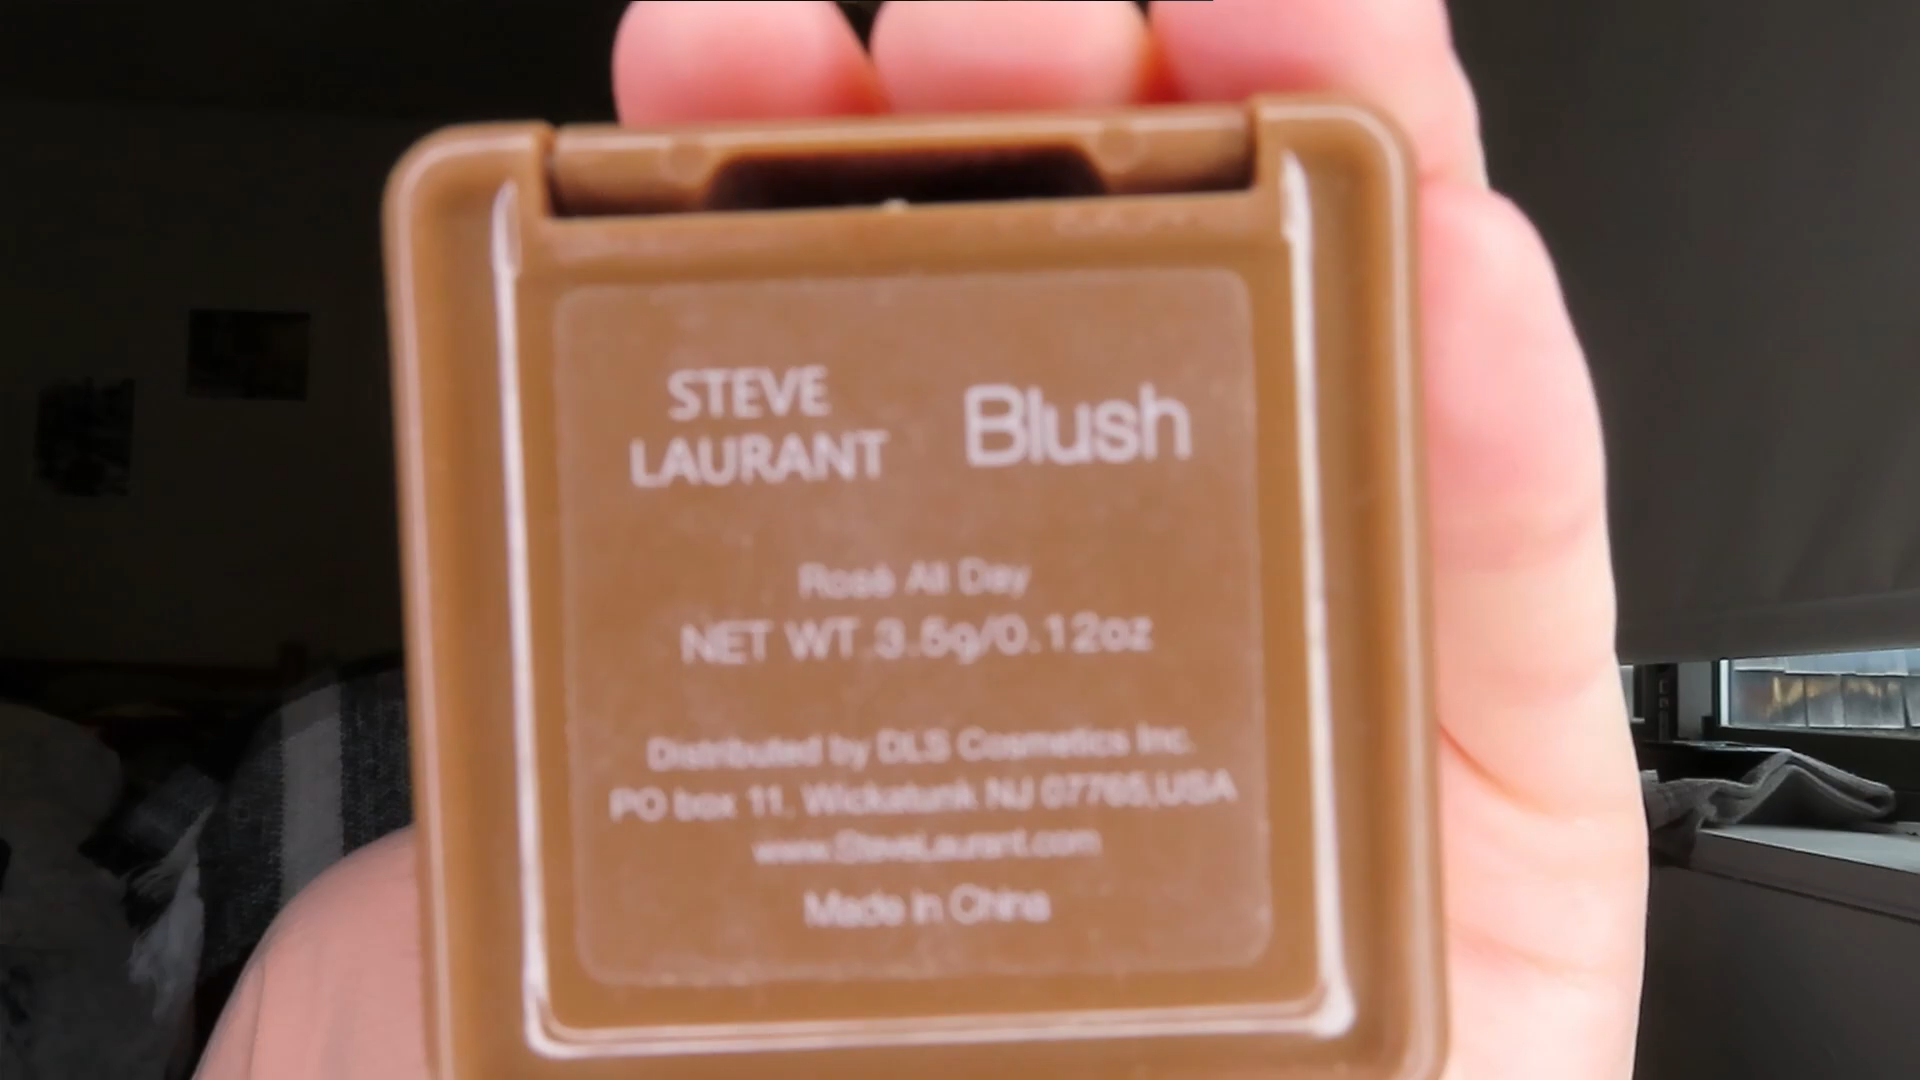 STEVE
LAURANT
Blush
Rosé All Day
NET WT.3.5g/0.12oz
Distributed by DLS Cosmetics Inc.
PO box 11, Wickatunk NJ 07765,USA
www.SteveLaurant.com
Made in China